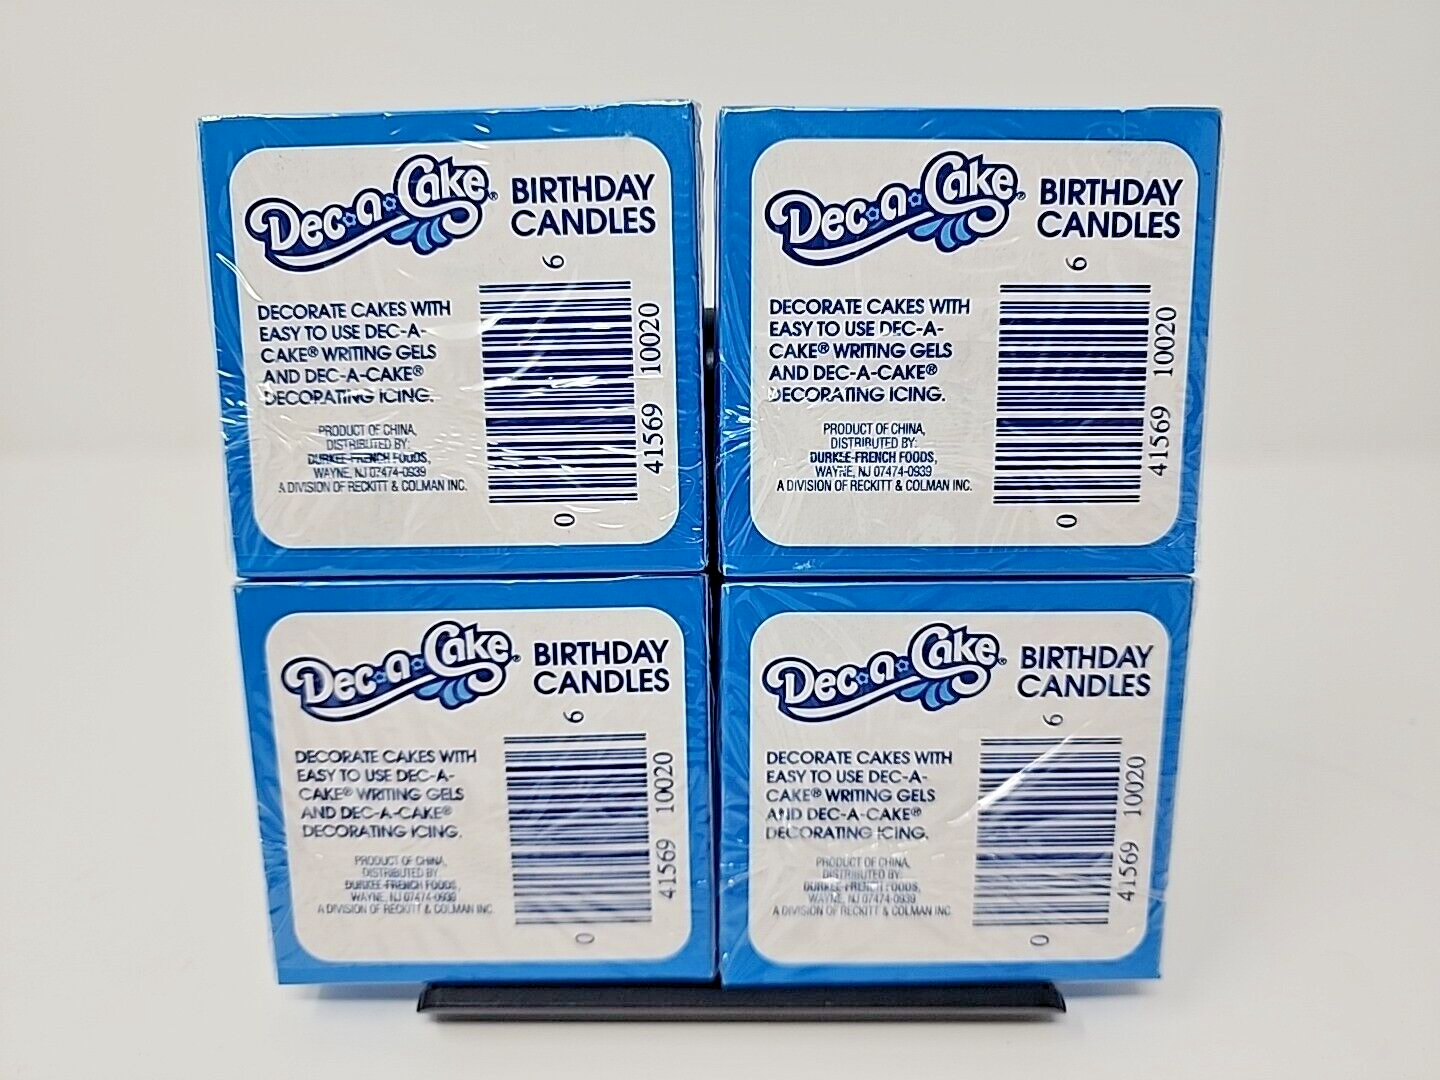 Dec-a-Cake® BIRTHDAY
CANDLES
DECORATE CAKES WITH
EASY TO USE DEC-A-
CAKE® WRITING GELS
AND DEC-A-CAKE®
DECORATING ICING.
PRODUCT OF CHINA,
DISTRIBUTED BY:
DURKEE-FRENCH FOODS,
WAYNE, NJ 07474-0939
A DIVISION OF RECKITT & COLMAN INC.
0 41569 10020 6
Dec-a-Cake® BIRTHDAY
CANDLES
DECORATE CAKES WITH
EASY TO USE DEC-A-
CAKE® WRITING GELS
AND DEC-A-CAKE®
DECORATING ICING.
PRODUCT OF CHINA,
DISTRIBUTED BY:
DURKEE-FRENCH FOODS,
WAYNE, NJ 07474-0939
A DIVISION OF RECKITT & COLMAN INC.
0 41569 10020 6
Dec-a-Cake® BIRTHDAY
CANDLES
DECORATE CAKES WITH
EASY TO USE DEC-A-
CAKE® WRITING GELS
AND DEC-A-CAKE®
DECORATING ICING.
PRODUCT OF CHINA,
DISTRIBUTED BY:
DURKEE-FRENCH FOODS,
WAYNE, NJ 07474-0939
A DIVISION OF RECKITT & COLMAN INC.
0 41569 10020 6
Dec-a-Cake® BIRTHDAY
CANDLES
DECORATE CAKES WITH
EASY TO USE DEC-A-
CAKE® WRITING GELS
AND DEC-A-CAKE®
DECORATING ICING.
PRODUCT OF CHINA,
DISTRIBUTED BY:
DURKEE-FRENCH FOODS,
WAYNE, NJ 07474-0939
A DIVISION OF RECKITT & COLMAN INC.
0 41569 10020 6